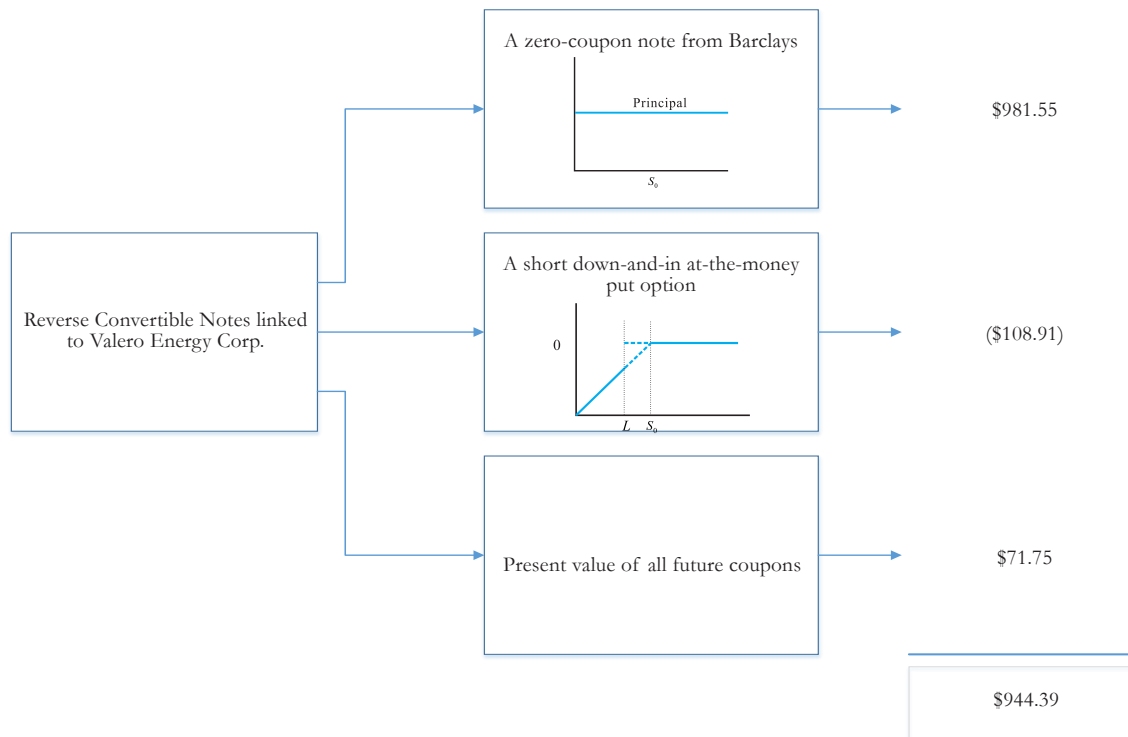 A zero-coupon note from Barclays
Principal
S₀
$981.55
Reverse Convertible Notes linked
to Valero Energy Corp.
A short down-and-in at-the-money
put option
0
L S₀
($108.91)
Present value of all future coupons
$71.75
$944.39